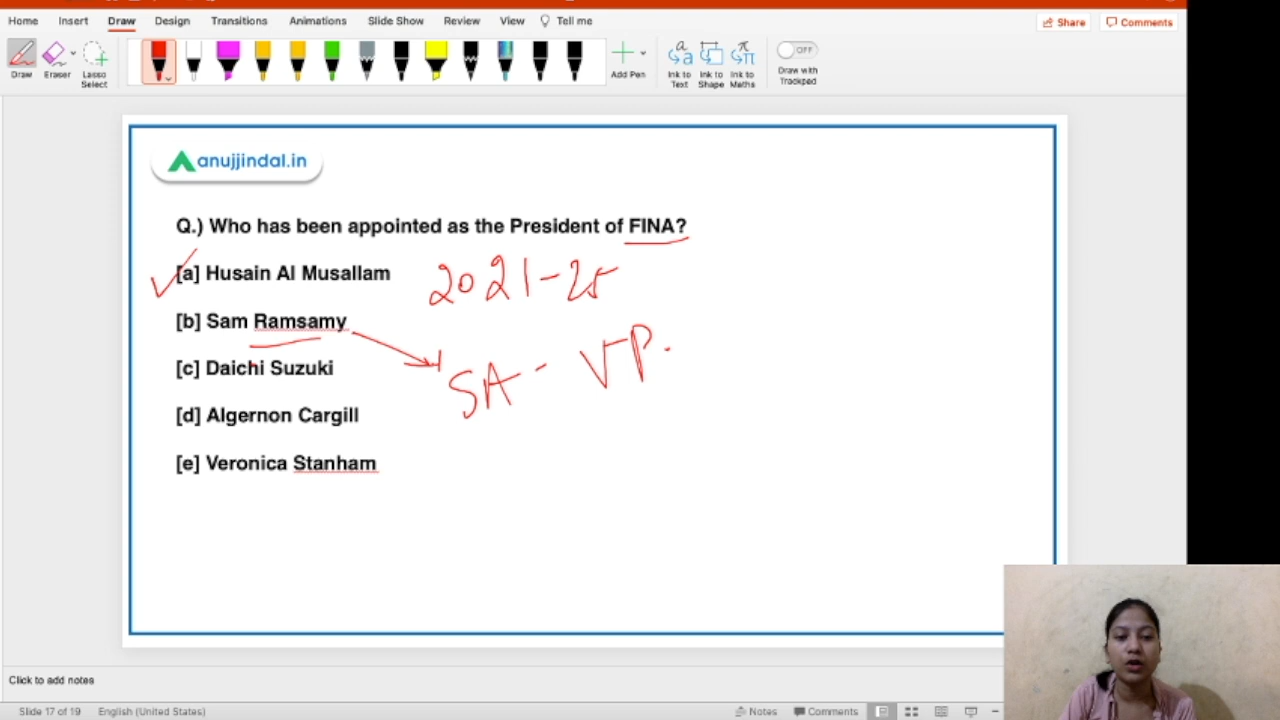 Home Insert Draw Design Transitions Animations Slide Show Review View Tell me Share Comments
Draw Eraser Lasso Select Add Pen Ink to Text Ink to Shape Ink to Maths OFF Draw with Trackpad
anujjindal.in
Q.) Who has been appointed as the President of FINA?
[a] Husain Al Musallam 2021-25
[b] Sam Ramsamy
SA - VP.
[c] Daichi Suzuki
[d] Algernon Cargill
[e] Veronica Stanham
Click to add notes
Slide 17 of 19 English (United States) Notes Comments